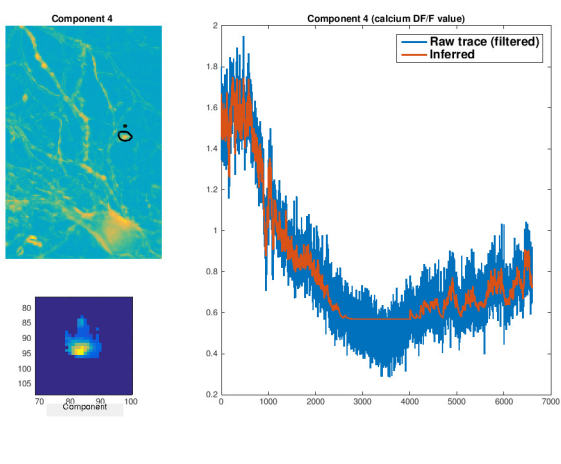 Component 4
Component 4 (calcium DF/F value)
Raw trace (filtered)
Inferred
2
1.8
1.6
1.4
1.2
1
0.8
0.6
0.4
0.2
0 1000 2000 3000 4000 5000 6000 7000
80
85
90
95
100
105
70 80 90 100
Component